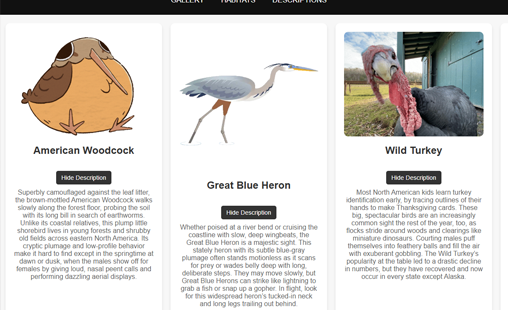 GALLERY HABITATS DESCRIPTIONS
American Woodcock
Hide Description
Superbly camouflaged against the leaf litter,
the brown-mottled American Woodcock walks
slowly along the forest floor, probing the soil
with its long bill in search of earthworms.
Unlike its coastal relatives, this plump little
shorebird lives in young forests and shrubby
old fields across eastern North America. Its
cryptic plumage and low-profile behavior
make it hard to find except in the springtime at
dawn or dusk, when the males show off for
females by giving loud, nasal peent calls and
performing dazzling aerial displays.
Great Blue Heron
Hide Description
Whether poised at a river bend or cruising the
coastline with slow, deep wingbeats, the
Great Blue Heron is a majestic sight. This
stately heron with its subtle blue-gray
plumage often stands motionless as it scans
for prey or wades belly deep with long,
deliberate steps. They may move slowly, but
Great Blue Herons can strike like lightning to
grab a fish or snap up a gopher. In flight, look
for this widespread heron's tucked-in neck
and long legs trailing out behind.
Wild Turkey
Hide Description
Most North American kids learn turkey
identification early, by tracing outlines of their
hands to make Thanksgiving cards. These
big, spectacular birds are an increasingly
common sight the rest of the year, too, as
flocks stride around woods and clearings like
miniature dinosaurs. Courting males puff
themselves into feathery balls and fill the air
with exuberant gobbling. The Wild Turkey's
popularity at the table led to a drastic decline
in numbers, but they have recovered and now
occur in every state except Alaska.